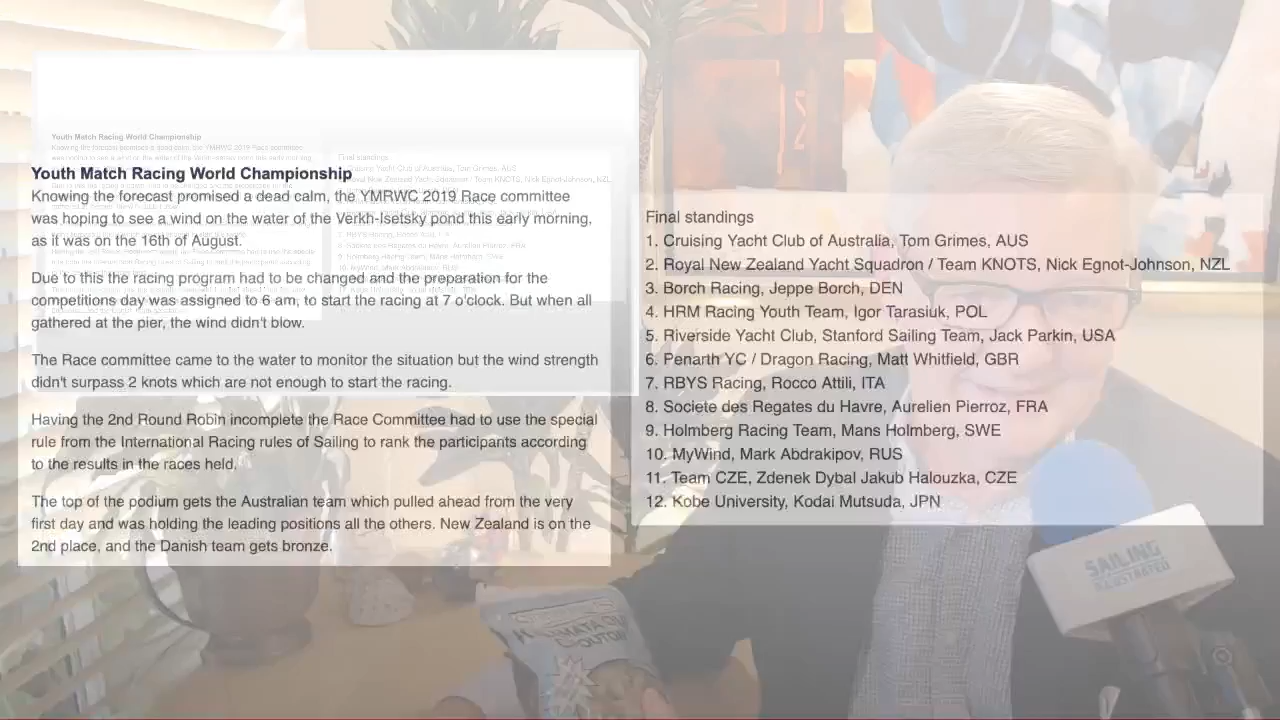 Youth Match Racing World Championship
Knowing the forecast promised a dead calm, the YMRWC 2019 Race committee
was hoping to see a wind on the water of the Verkh-Isetsky pond this early morning,
as it was on the 16th of August.
Due to this the racing program had to be changed and the preparation for the
competitions day was assigned to 6 am, to start the racing at 7 o'clock. But when all
gathered at the pier, the wind didn't blow.
The Race committee came to the water to monitor the situation but the wind strength
didn't surpass 2 knots which are not enough to start the racing.
Having the 2nd Round Robin incomplete the Race Committee had to use the special
rule from the International Racing rules of Sailing to rank the participants according
to the results in the races held.
The top of the podium gets the Australian team which pulled ahead from the very
first day and was holding the leading positions all the others. New Zealand is on the
2nd place, and the Danish team gets bronze.
Final standings
1. Cruising Yacht Club of Australia, Tom Grimes, AUS
2. Royal New Zealand Yacht Squadron / Team KNOTS, Nick Egnot-Johnson, NZL
3. Borch Racing, Jeppe Borch, DEN
4. HRM Racing Youth Team, Igor Tarasiuk, POL
5. Riverside Yacht Club, Stanford Sailing Team, Jack Parkin, USA
6. Penarth YC / Dragon Racing, Matt Whitfield, GBR
7. RBYS Racing, Rocco Attili, ITA
8. Societe des Regates du Havre, Aurelien Pierroz, FRA
9. Holmberg Racing Team, Mans Holmberg, SWE
10. MyWind, Mark Abdrakipov, RUS
11. Team CZE, Zdenek Dybal Jakub Halouzka, CZE
12. Kobe University, Kodai Mutsuda, JPN
SAILING
ILLUSTRATED